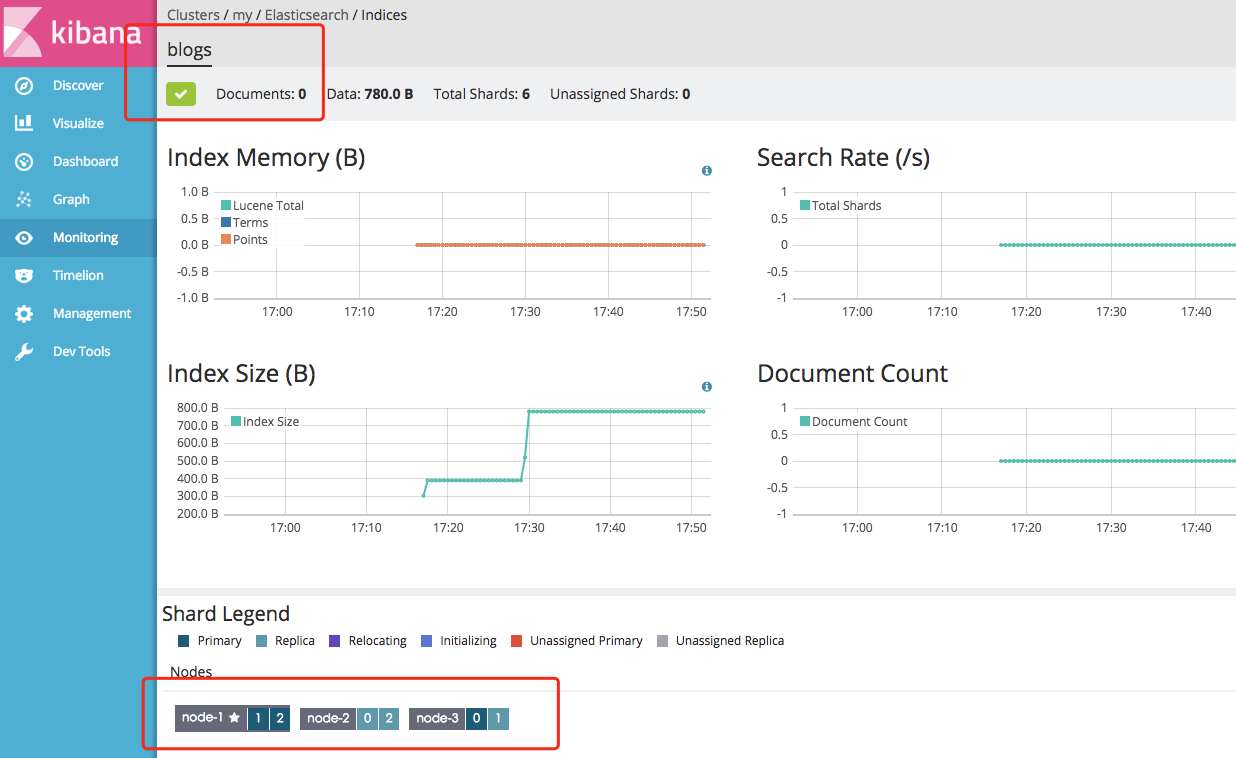 kibana
Discover
Visualize
Dashboard
Graph
Monitoring
Timelion
Management
Dev Tools
Clusters / my / Elasticsearch / Indices
blogs
Documents: 0 Data: 780.0 B Total Shards: 6 Unassigned Shards: 0
Index Memory (B)
1.0 B
0.5 B
0.0 B
-0.5 B
-1.0 B
Lucene Total
Terms
Points
17:00 17:10 17:20 17:30 17:40 17:50
Search Rate (/s)
1
0.5
0
-0.5
-1
Total Shards
17:00 17:10 17:20 17:30 17:40
Index Size (B)
800.0 B
700.0 B
600.0 B
500.0 B
400.0 B
300.0 B
200.0 B
Index Size
17:00 17:10 17:20 17:30 17:40 17:50
Document Count
1
0.5
0
-0.5
-1
Document Count
17:00 17:10 17:20 17:30 17:40
Shard Legend
Primary Replica Relocating Initializing Unassigned Primary Unassigned Replica
Nodes
node-1 1 2 node-2 0 2 node-3 0 1